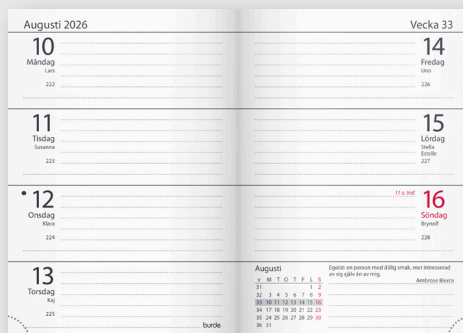 Augusti 2026
Vecka 33
10
Måndag
Lars
222
11
Tisdag
Susanna
223
12
Onsdag
Klara
224
13
Torsdag
Kaj
225
burde
14
Fredag
Uno
226
15
Lördag
Stella
Estelle
227
11 e. tref.
16
Söndag
Brynolf
228
Augusti
v M T O T F L S
31 1 2
32 3 4 5 6 7 8 9
33 10 11 12 13 14 15 16
34 17 18 19 20 21 22 23
35 24 25 26 27 28 29 30
36 31
Egoist: en person med dålig smak, mer intresserad
av sig själv än av mig.
Ambrose Bierce